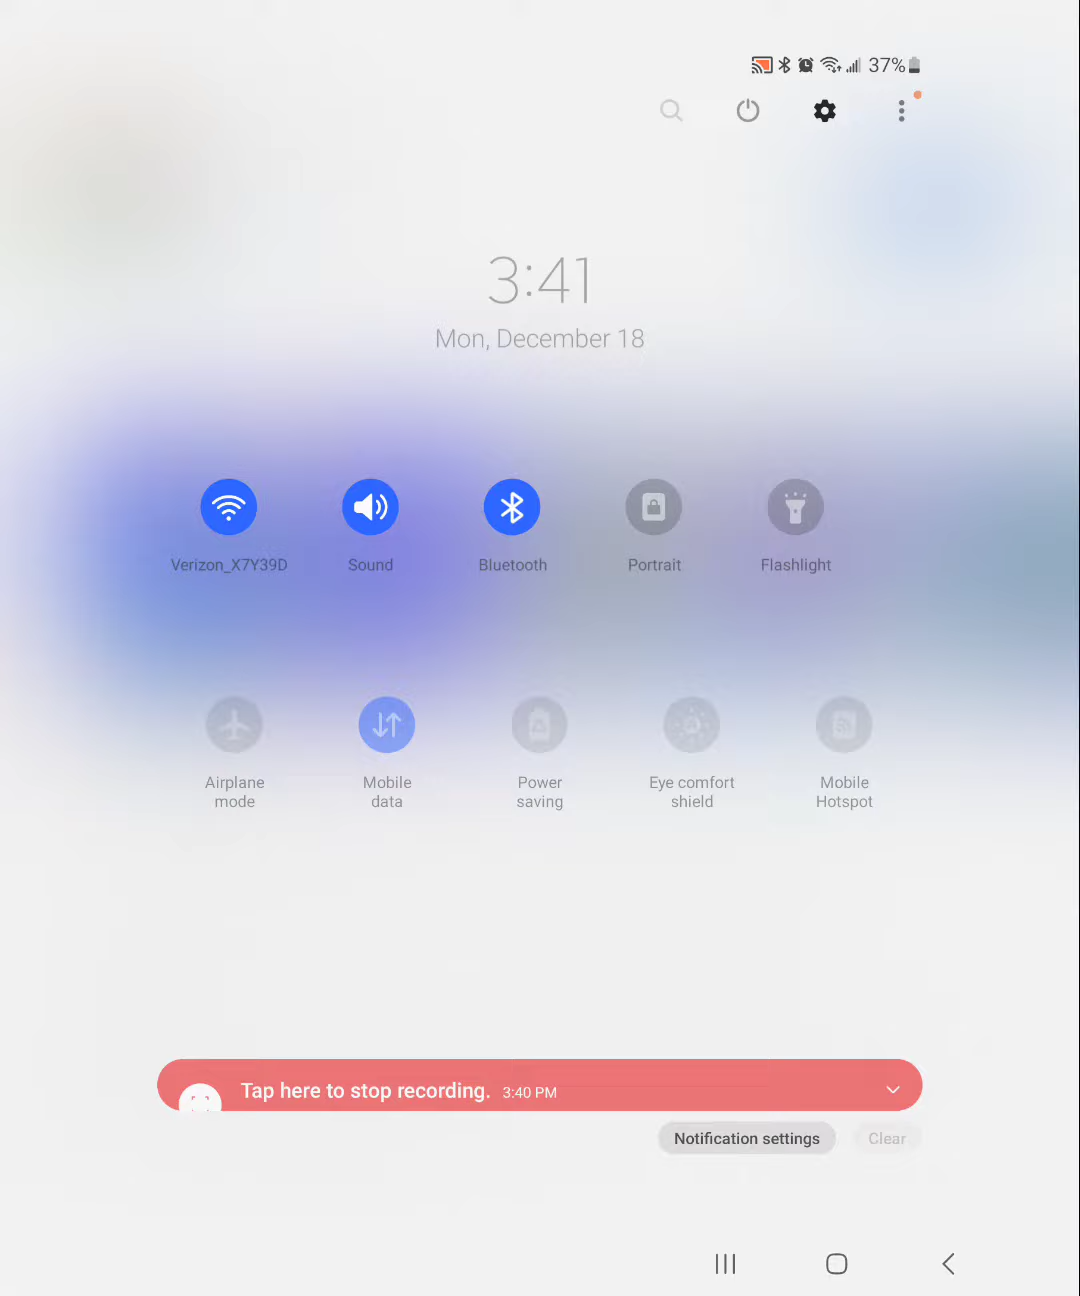 37%
3:41
Mon, December 18
Verizon_X7Y39D
Sound
Bluetooth
Portrait
Flashlight
Airplane
mode
Mobile
data
Power
saving
Eye comfort
shield
Mobile
Hotspot
Tap here to stop recording. 3:40 PM
Notification settings
Clear